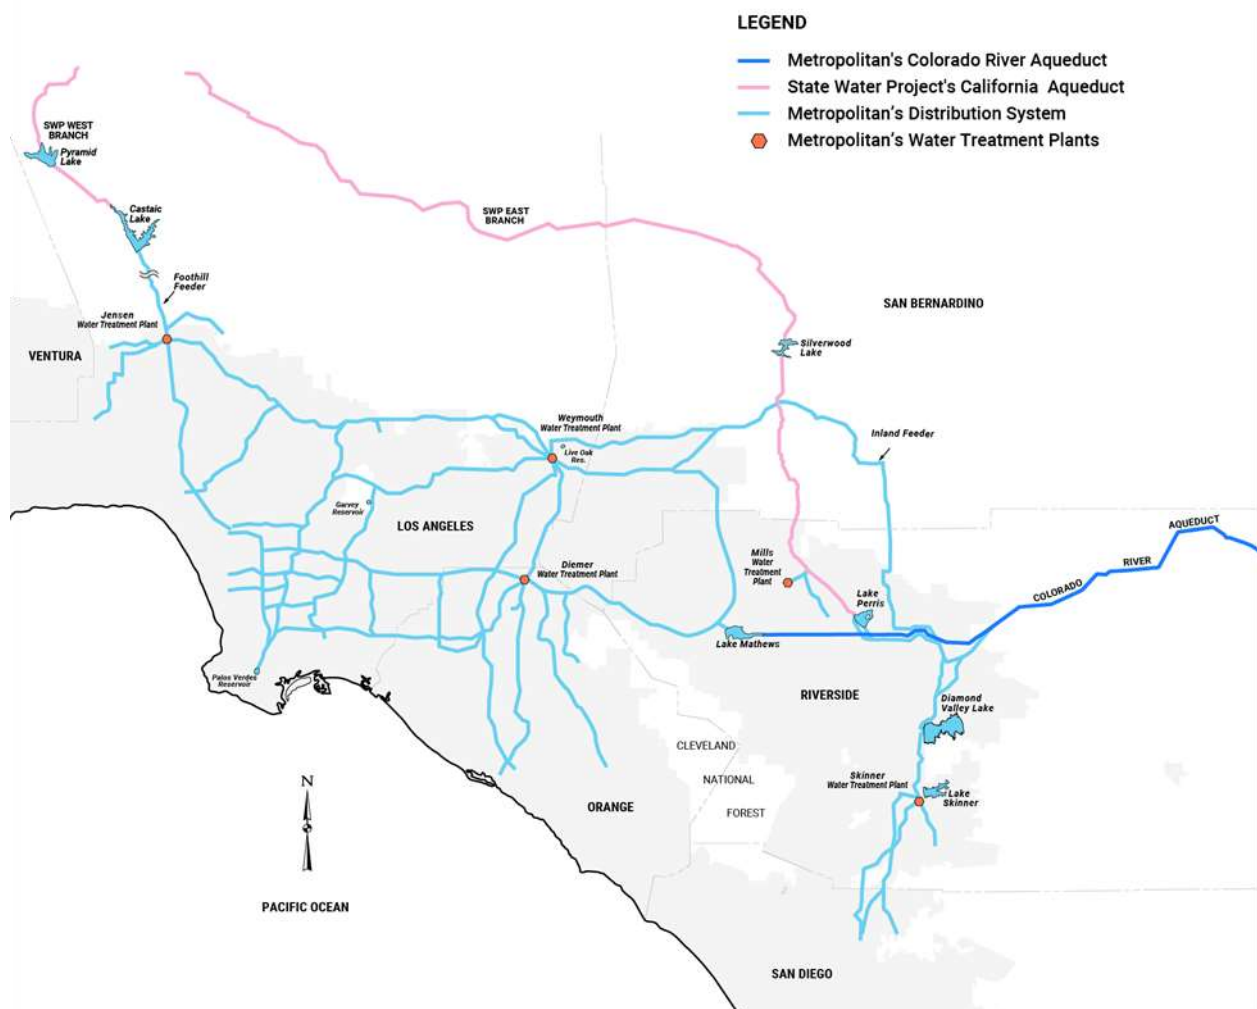 LEGEND
Metropolitan's Colorado River Aqueduct
State Water Project's California Aqueduct
Metropolitan's Distribution System
Metropolitan's Water Treatment Plants
SWP WEST
BRANCH
Pyramid
Lake
Castaic
Lake
SWP EAST
BRANCH
Foothill
Feeder
SAN BERNARDINO
Jensen
Water Treatment Plant
VENTURA
Silverwood
Lake
Weymouth
Water Treatment Plant
Live Oak
Res.
Inland Feeder
Garvey
Reservoir
LOS ANGELES
COLORADO
RIVER
AQUEDUCT
Mills
Water
Treatment
Plant
Diemer
Water Treatment Plant
Lake
Perris
Lake Mathews
Palos Verdes
Reservoir
RIVERSIDE
Diamond
Valley Lake
CLEVELAND
NATIONAL
FOREST
Skinner
Water Treatment Plant
Lake
Skinner
N
ORANGE
PACIFIC OCEAN
SAN DIEGO